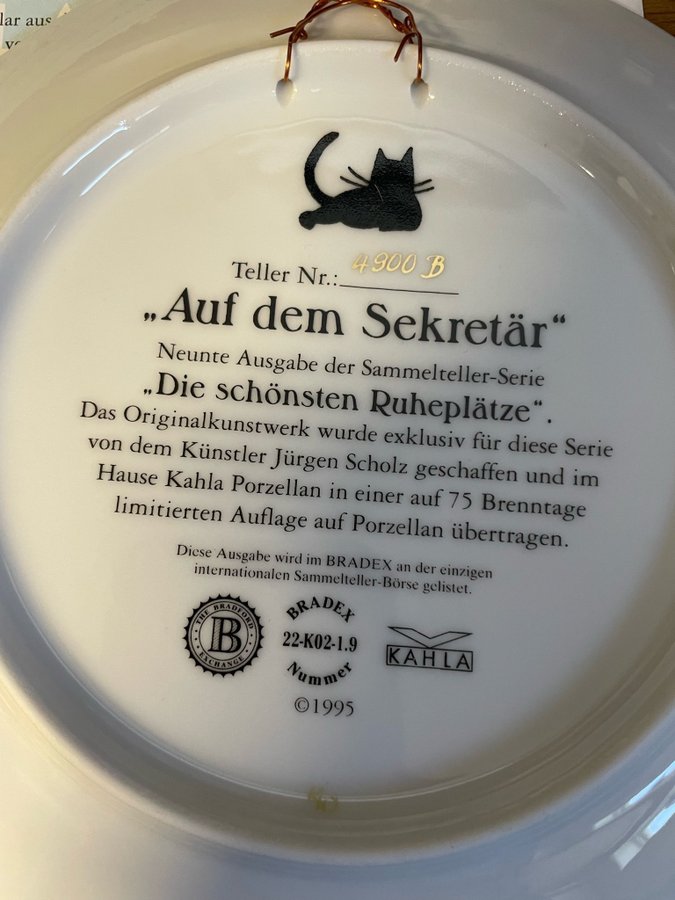 lar aus
Teller Nr.: 4900 B
„Auf dem Sekretär“
Neunte Ausgabe der Sammelteller-Serie
„Die schönsten Ruheplätze“.
Das Originalkunstwerk wurde exklusiv für diese Serie
von dem Künstler Jürgen Scholz geschaffen und im
Hause Kahla Porzellan in einer auf 75 Brenntage
limitierten Auflage auf Porzellan übertragen.
Diese Ausgabe wird im BRADEX an der einzigen
internationalen Sammelteller-Börse gelistet.
THE BRADFORD
B
EXCHANGE
BRADEX
22-K02-1.9
Nummer
KAHLA
©1995